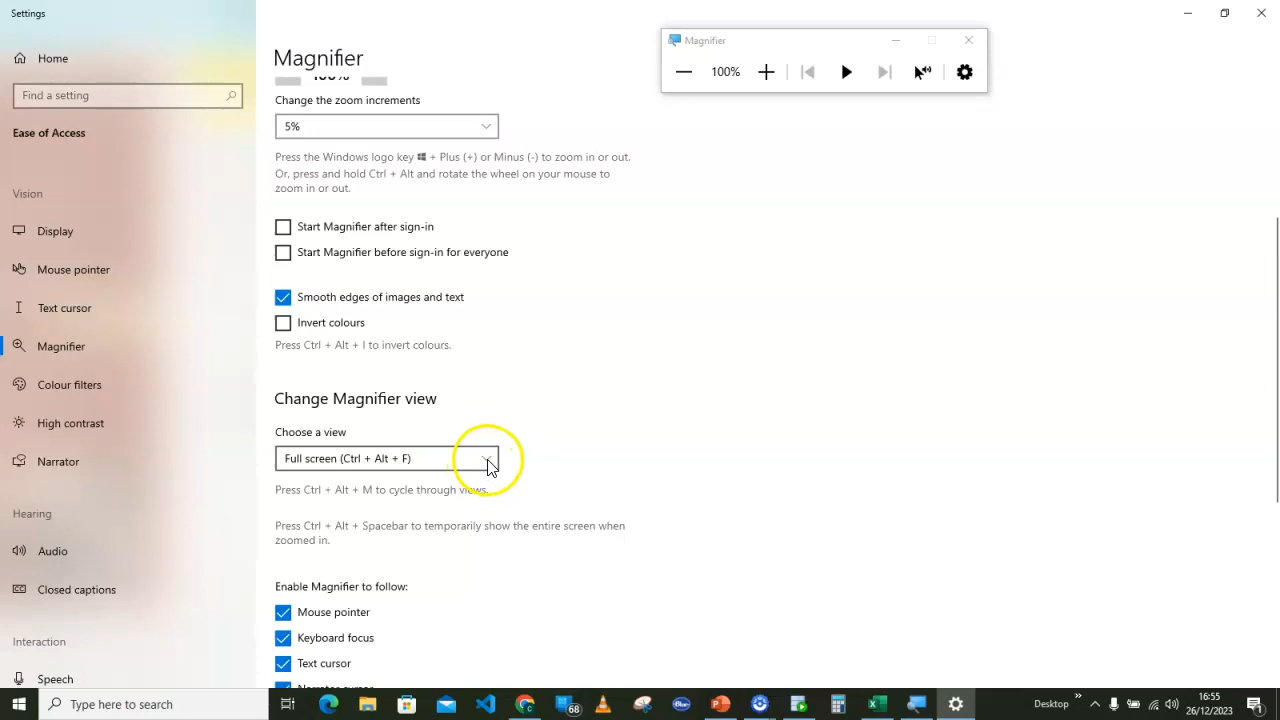 Settings
Home
Find a setting
Ease of Access
Vision
Display
Mouse pointer
Text cursor
Magnifier
Colour filters
High contrast
Narrator
Hearing
Audio
Closed captions
Interaction
Speech
Magnifier
100%
Change the zoom increments
5%
Press the Windows logo key + Plus (+) or Minus (-) to zoom in or out.
Or, press and hold Ctrl + Alt and rotate the wheel on your mouse to
zoom in or out.
Start Magnifier after sign-in
Start Magnifier before sign-in for everyone
Smooth edges of images and text
Invert colours
Press Ctrl + Alt + I to invert colours.
Change Magnifier view
Choose a view
Full screen (Ctrl + Alt + F)
Press Ctrl + Alt + M to cycle through views.
Press Ctrl + Alt + Spacebar to temporarily show the entire screen when
zoomed in.
Enable Magnifier to follow:
Mouse pointer
Keyboard focus
Text cursor
Narrator cursor
Magnifier
100%
Type here to search
68
Desktop
16:55
26/12/2023
1